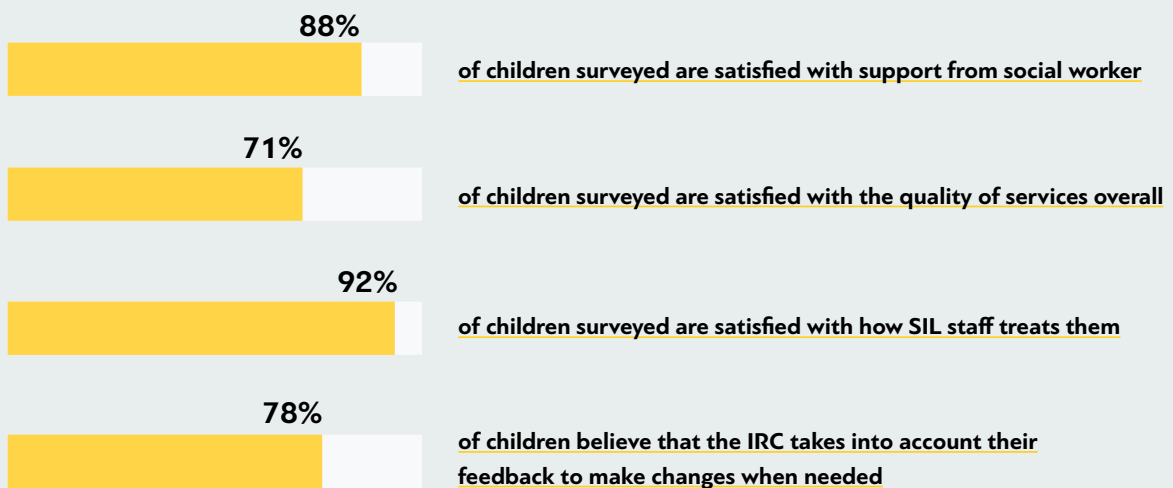 88%
of children surveyed are satisfied with support from social worker
71%
of children surveyed are satisfied with the quality of services overall
92%
of children surveyed are satisfied with how SIL staff treats them
78%
of children believe that the IRC takes into account their
feedback to make changes when needed